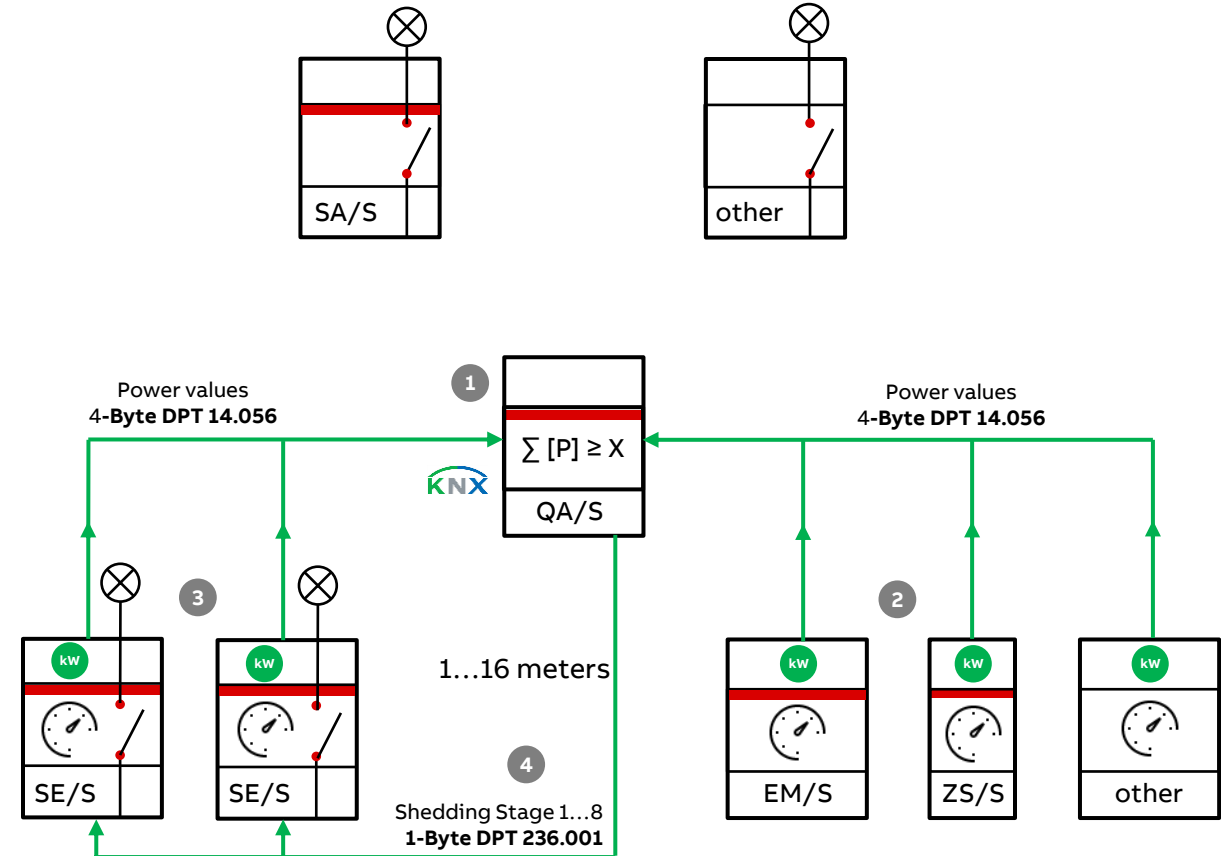 SA/S
other
1
Power values
4-Byte DPT 14.056
Power values
4-Byte DPT 14.056
∑ [P] ≥ X
KNX
QA/S
3
2
kW
kW
kW
kW
kW
1...16 meters
4
SE/S
SE/S
EM/S
ZS/S
other
Shedding Stage 1...8
1-Byte DPT 236.001